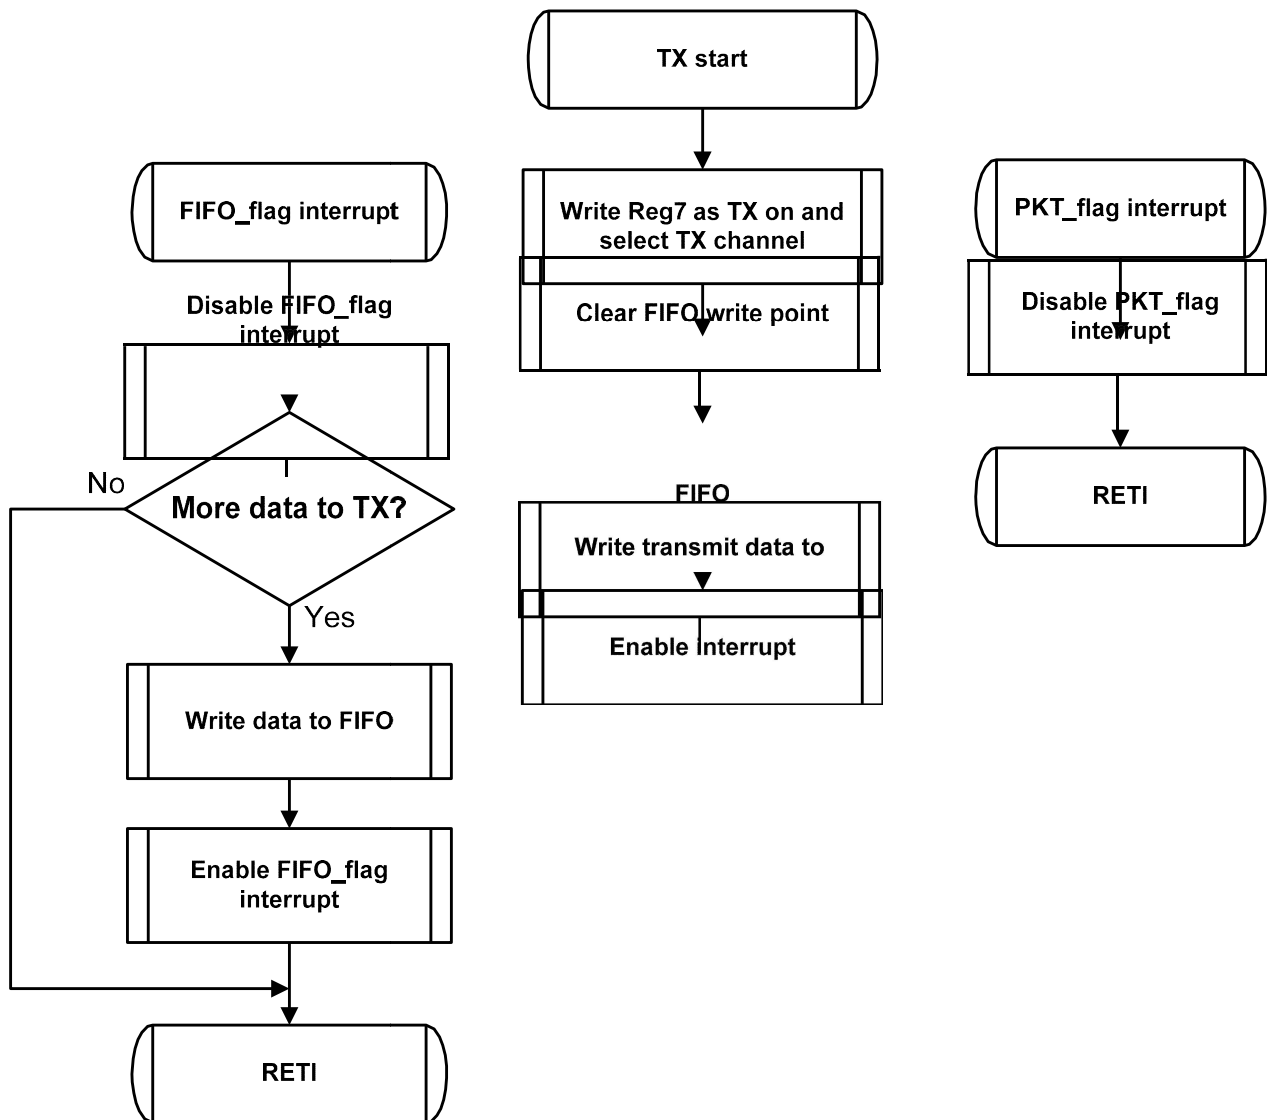 TX start
FIFO_flag interrupt
Disable FIFO_flag
interrupt
No
More data to TX?
Yes
Write data to FIFO
Enable FIFO_flag
interrupt
RETI
Write Reg7 as TX on and
select TX channel
Clear FIFO write point
FIFO
Write transmit data to
Enable interrupt
PKT_flag interrupt
Disable PKT_flag
interrupt
RETI